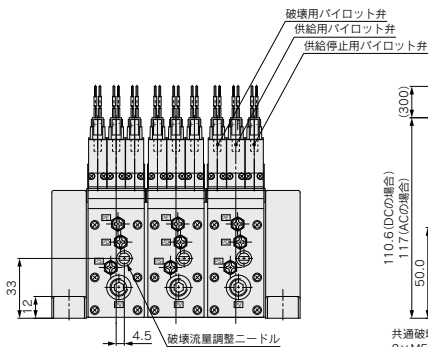 破壊用パイロット弁
供給用パイロット弁
供給停止用パイロット弁
(300)
110.6(DCの場合)
117(ACの場合)
50.0
33
12
4.5
破壊流量調整ニードル
共通破壊